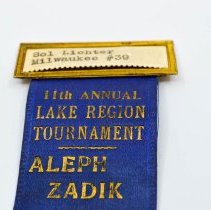 Sol Lichter
Milwaukee #39
11th ANNUAL
LAKE REGION
TOURNAMENT
ALEPH
ZADIK